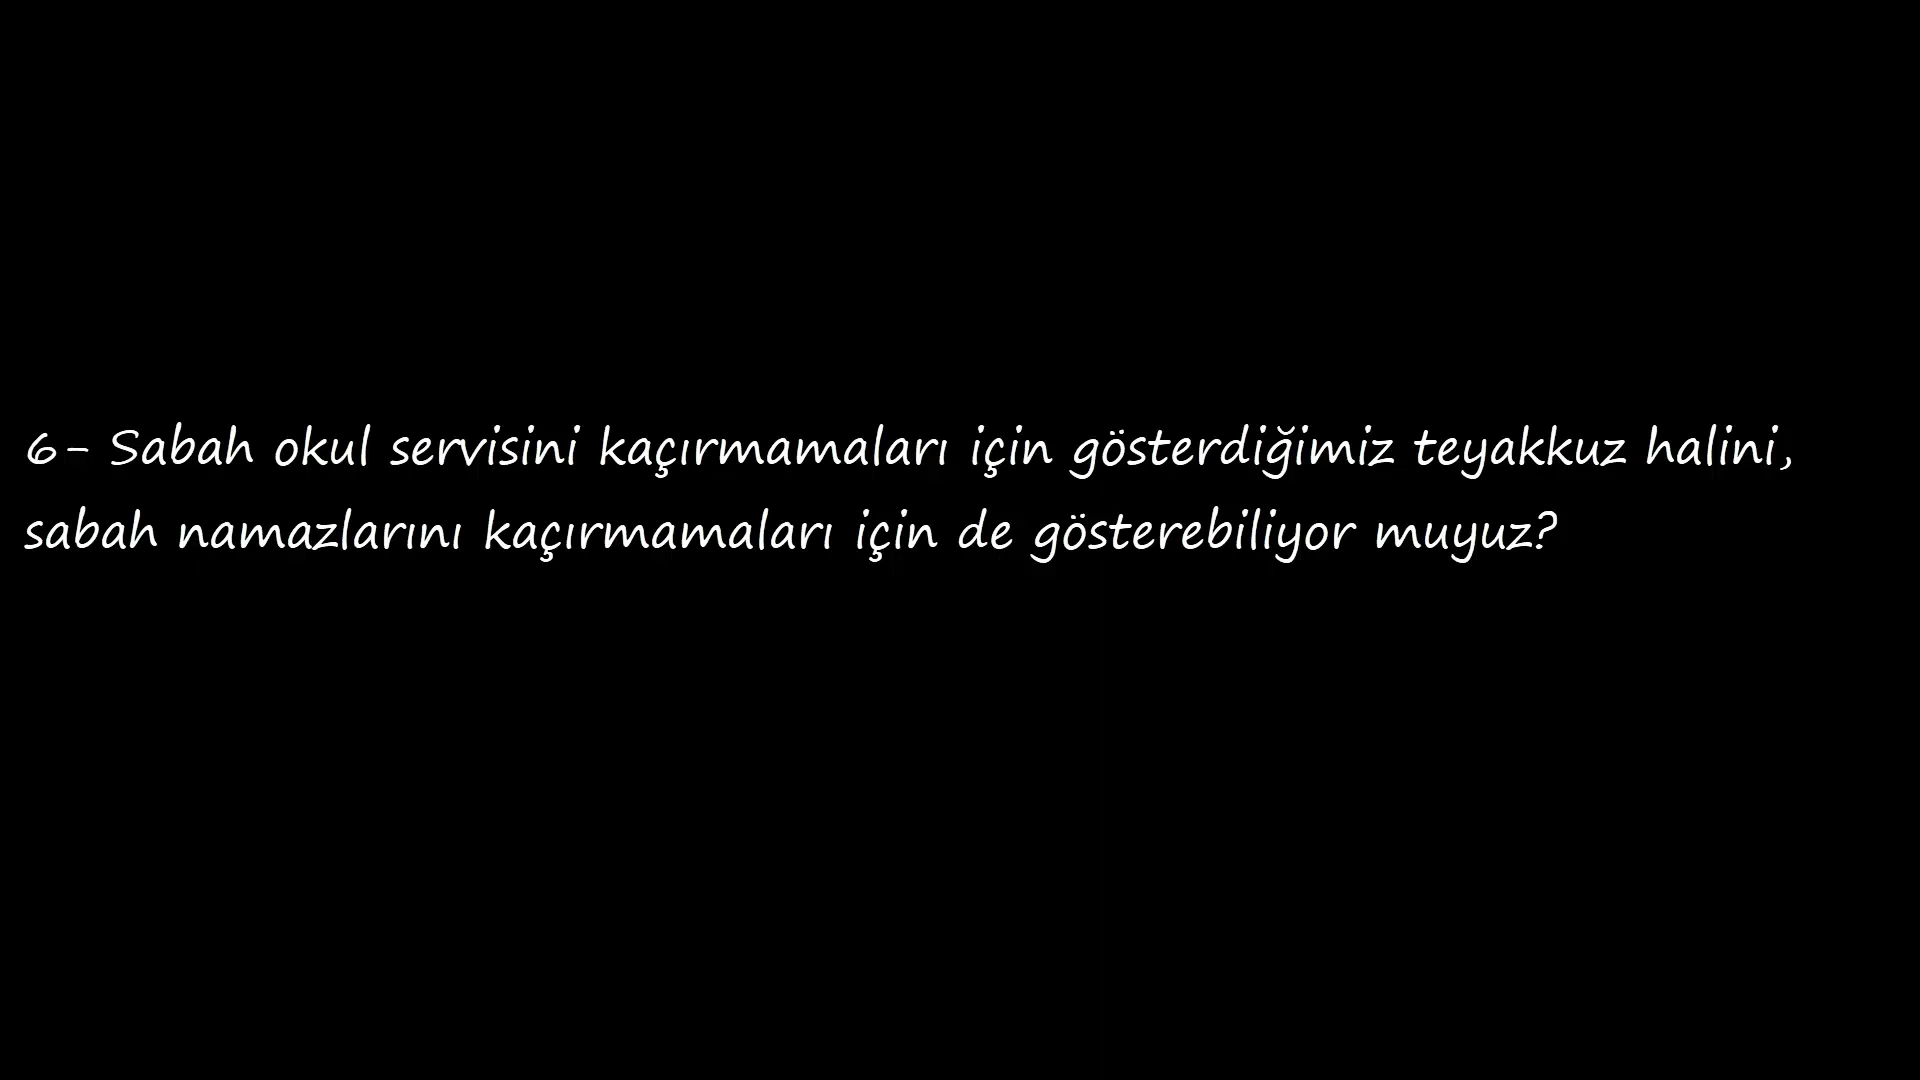 6- Sabah okul servisini kaçırmamaları için gösterdiğimiz teyakkuz halini,
sabah namazlarını kaçırmamaları için de gösterebiliyor muyuz?